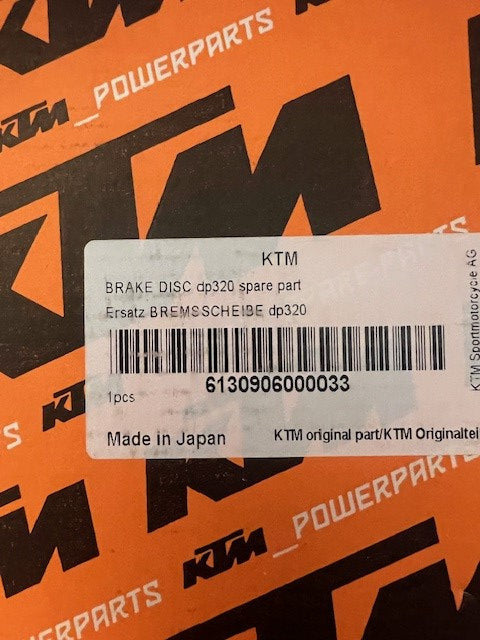 KTM_POWERPARTS
KTM
KTM
BRAKE DISC dp320 spare part
Ersatz BREMSSCHEIBE dp320
6130906000033
1pcs
Made in Japan
KTM original part/KTM Originalteil
KTM Sportmotorcycle AG
KTM
S
KTM_POWERPARTS
POWERPARTS